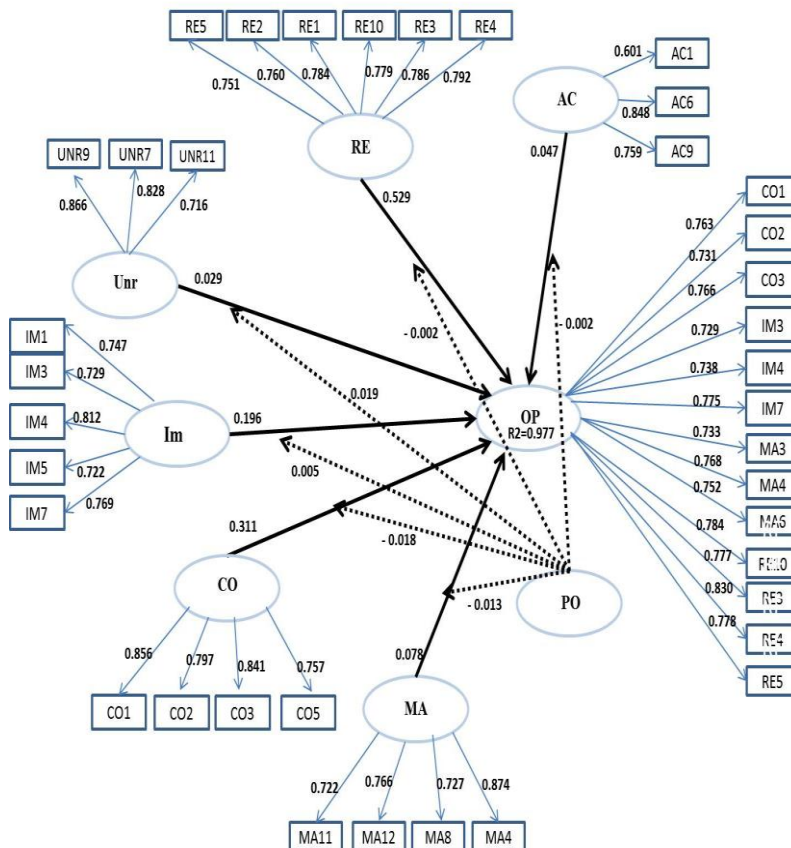 RE5 RE2 RE1 RE10 RE3 RE4
0.751 0.760 0.784 0.779 0.786 0.792
RE
AC
0.601 AC1
0.848 AC6
0.759 AC9
UNR9 UNR7 UNR11
0.866 0.828 0.716
Unr
0.529
0.047
0.029
- 0.002
- 0.002
0.019
IM1 0.747
IM3 0.729
IM4 0.812
IM5 0.722
IM7 0.769
Im
0.196
0.005
OP
R2=0.977
0.763 CO1
0.731 CO2
0.766 CO3
0.729 IM3
0.738 IM4
0.775 IM7
0.733 MA3
0.768 MA4
0.752 MA6
0.784 RE10
0.777 RE3
0.830 RE4
0.778 RE5
0.311
- 0.018
CO
PO
- 0.013
0.856 0.797 0.841 0.757
CO1 CO2 CO3 CO5
0.078
MA
0.722 0.766 0.727 0.874
MA11 MA12 MA8 MA4